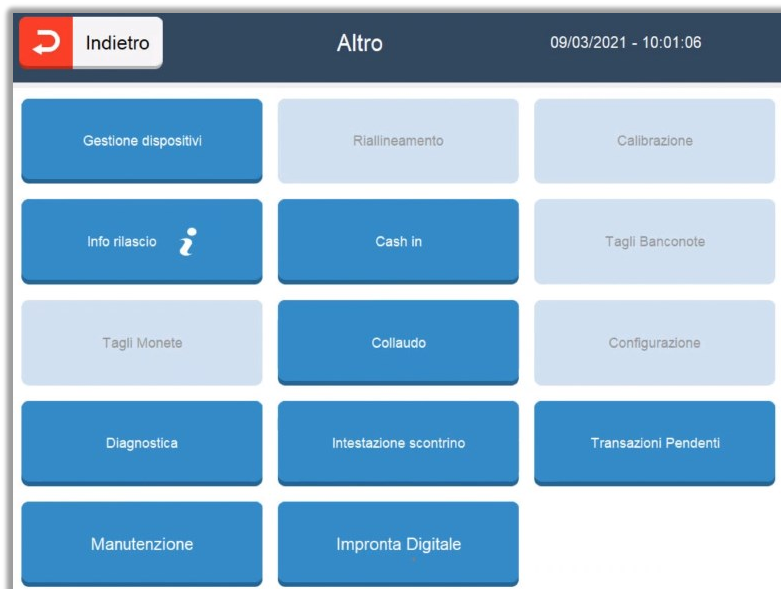 Indietro
Altro
09/03/2021 - 10:01:06
Gestione dispositivi
Riallineamento
Calibrazione
Info rilascio
Cash in
Tagli Banconote
Tagli Monete
Collaudo
Configurazione
Diagnostica
Intestazione scontrino
Transazioni Pendenti
Manutenzione
Impronta Digitale